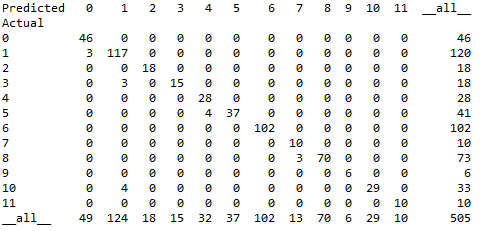 Predicted 0 1 2 3 4 5 6 7 8 9 10 11 __all__
Actual
0 46 0 0 0 0 0 0 0 0 0 0 0 46
1 3 117 0 0 0 0 0 0 0 0 0 0 120
2 0 0 18 0 0 0 0 0 0 0 0 0 18
3 0 3 0 15 0 0 0 0 0 0 0 0 18
4 0 0 0 0 28 0 0 0 0 0 0 0 28
5 0 0 0 0 4 37 0 0 0 0 0 0 41
6 0 0 0 0 0 0 102 0 0 0 0 0 102
7 0 0 0 0 0 0 0 10 0 0 0 0 10
8 0 0 0 0 0 0 0 3 70 0 0 0 73
9 0 0 0 0 0 0 0 0 0 6 0 0 6
10 0 4 0 0 0 0 0 0 0 0 29 0 33
11 0 0 0 0 0 0 0 0 0 0 0 10 10
__all__ 49 124 18 15 32 37 102 13 70 6 29 10 505